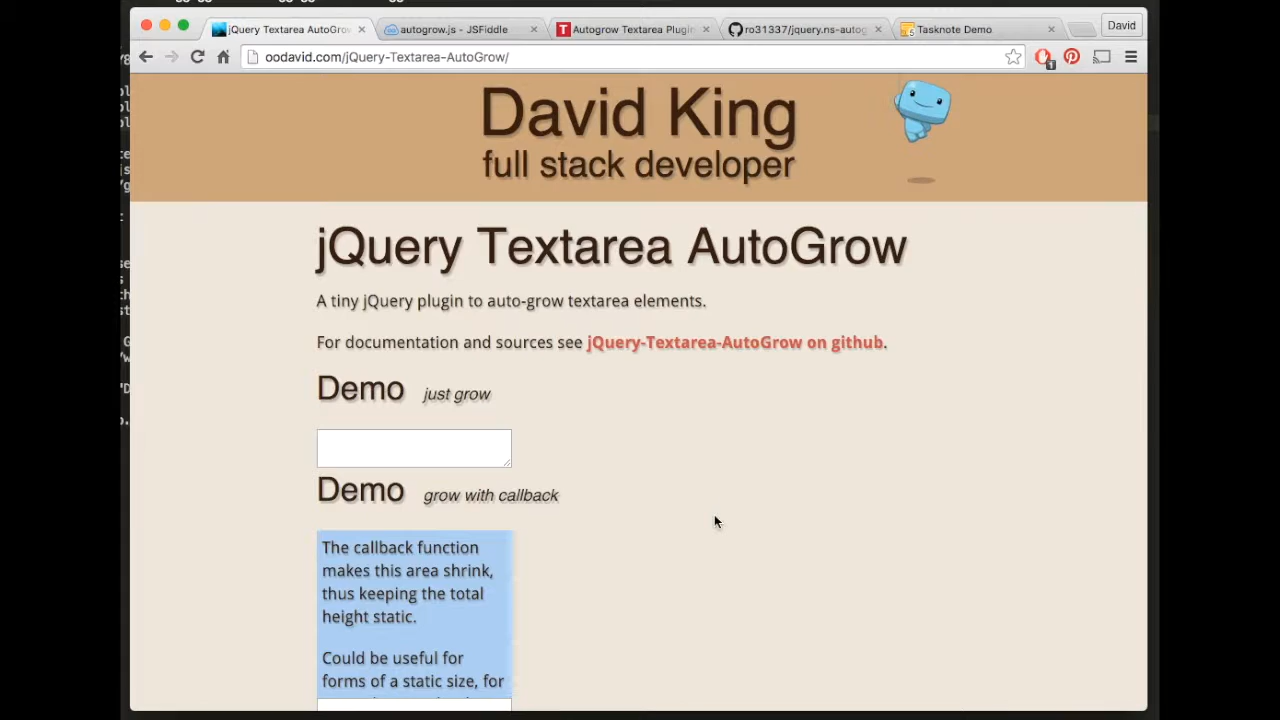 jQuery Textarea AutoGro
autogrow.js - JSFiddle
Autogrow Textarea Plugin
ro31337/jquery.ns-autog
Tasknote Demo
David
oodavid.com/jQuery-Textarea-AutoGrow/
1
David King
full stack developer
jQuery Textarea AutoGrow
A tiny jQuery plugin to auto-grow textarea elements.
For documentation and sources see jQuery-Textarea-AutoGrow on github.
Demo just grow
Demo grow with callback
The callback function
makes this area shrink,
thus keeping the total
height static.
Could be useful for
forms of a static size, for